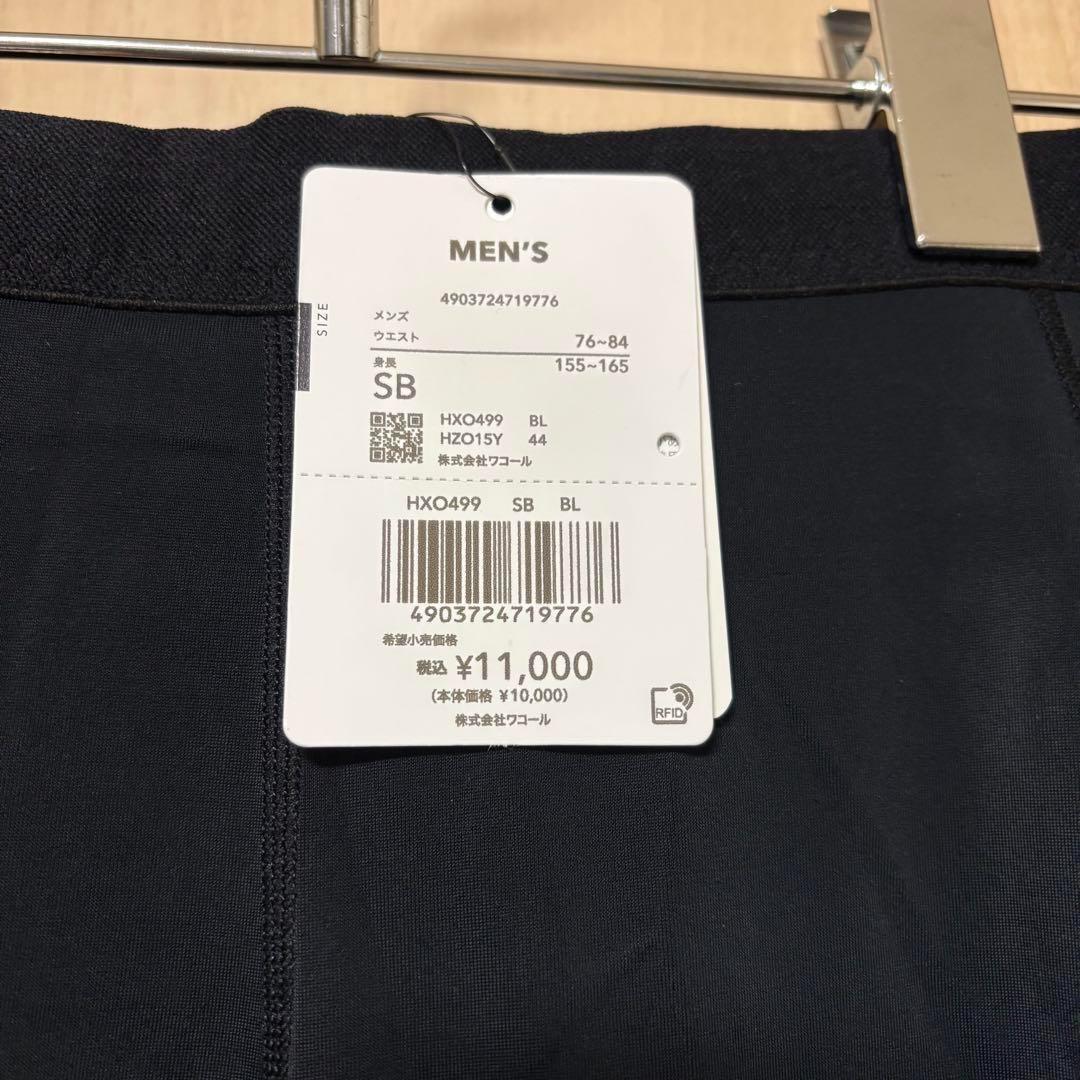 MEN'S
4903724719776
SIZE
メンズ
ウエスト 76~84
身長 155~165
SB
HXO499 BL
HZO15Y 44
株式会社ワコール
HXO499 SB BL
4903724719776
希望小売価格
税込 ¥11,000
(本体価格 ¥10,000)
株式会社ワコール
RFID